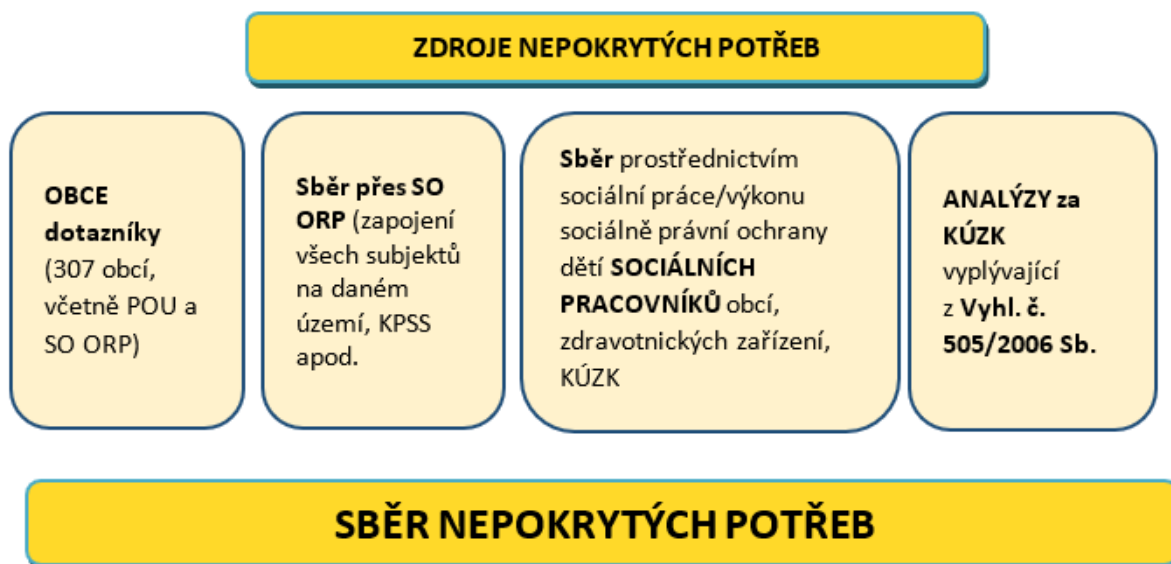 ZDROJE NEPOKRYTÝCH POTŘEB
OBCE
dotazníky
(307 obcí,
včetně POU a
SO ORP)
Sběr přes SO
ORP (zapojení
všech subjektů
na daném
území, KPSS
apod.
Sběr prostřednictvím
sociální práce/výkonu
sociálně právní ochrany
dětí SOCIÁLNÍCH
PRACOVNÍKŮ obcí,
zdravotnických zařízení,
KÚZK
ANALÝZY za
KÚZK
vyplývající
z Vyhl. č.
505/2006 Sb.
SBĚR NEPOKRYTÝCH POTŘEB